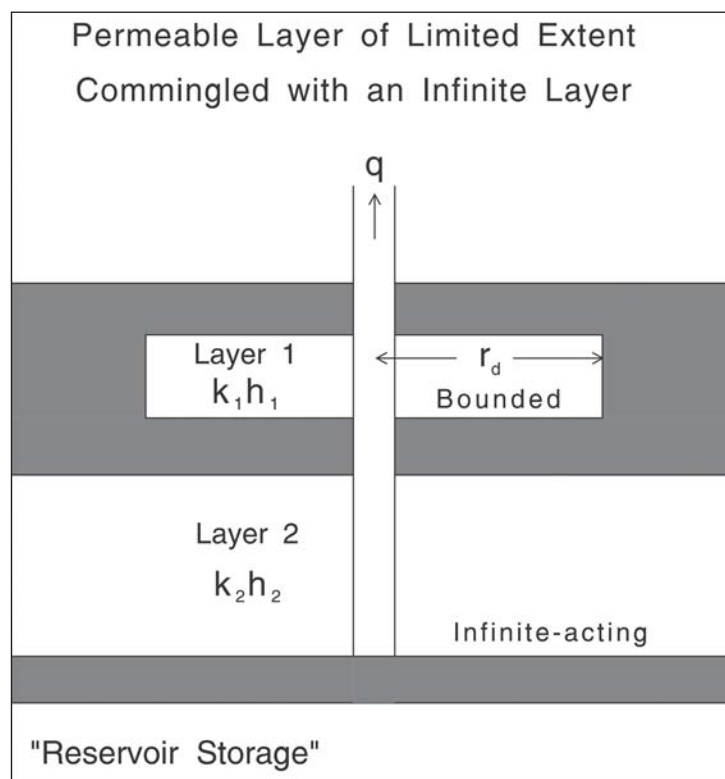 Permeable Layer of Limited Extent
Commingled with an Infinite Layer
q
Layer 1
k₁h₁
r_d
Bounded
Layer 2
k₂h₂
Infinite-acting
"Reservoir Storage"